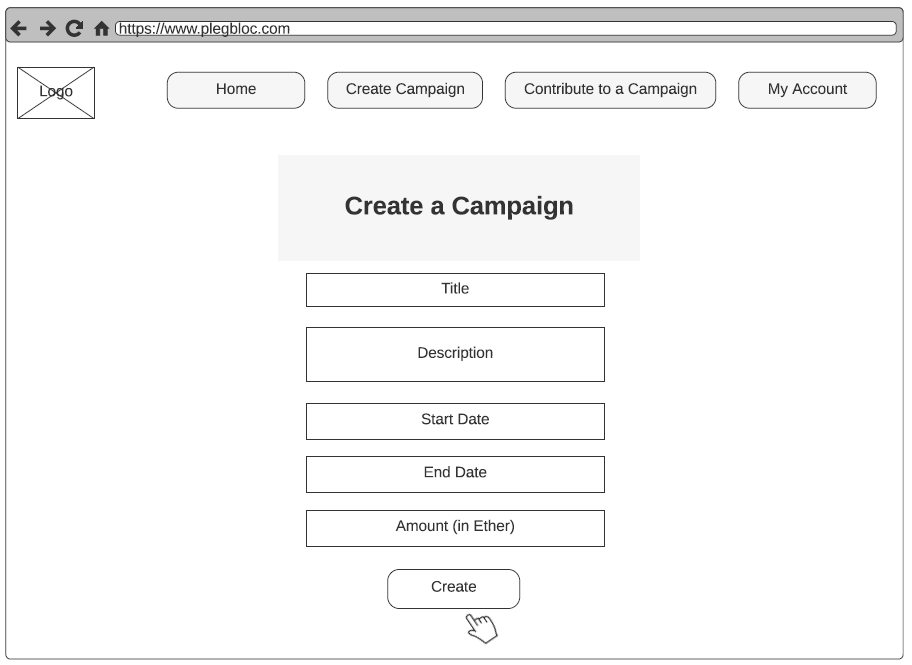 https://www.plegbloc.com
Logo
Home
Create Campaign
Contribute to a Campaign
My Account
Create a Campaign
Title
Description
Start Date
End Date
Amount (in Ether)
Create